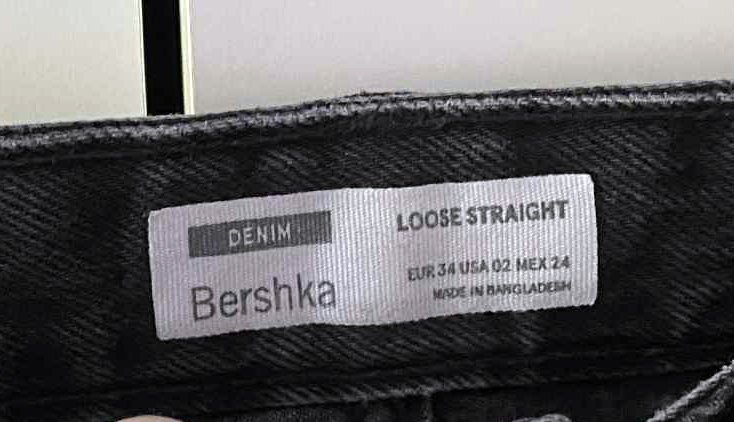 DENIM
Bershka
LOOSE STRAIGHT
EUR 34 USA 02 MEX 24
MADE IN BANGLADESH